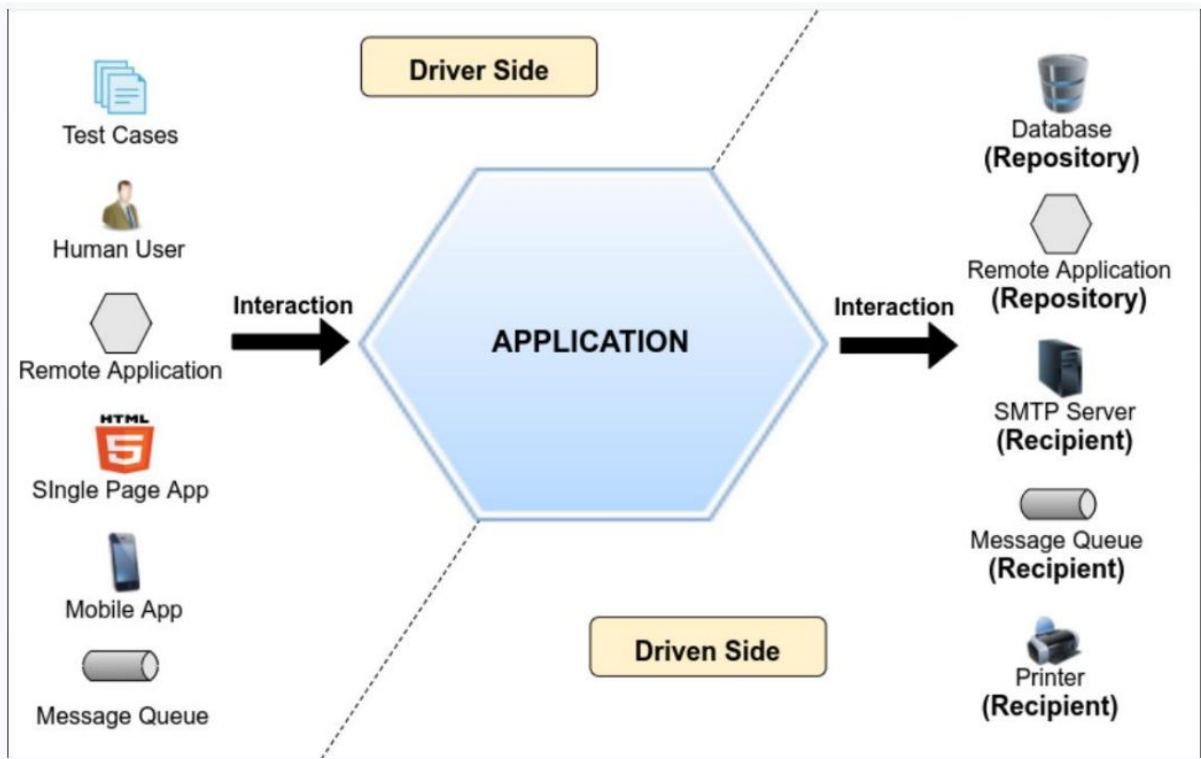 Driver Side
Test Cases
Human User
Interaction
Remote Application
HTML
5
SIngle Page App
Mobile App
Message Queue
APPLICATION
Interaction
Driven Side
Database
(Repository)
Remote Application
(Repository)
SMTP Server
(Recipient)
Message Queue
(Recipient)
Printer
(Recipient)